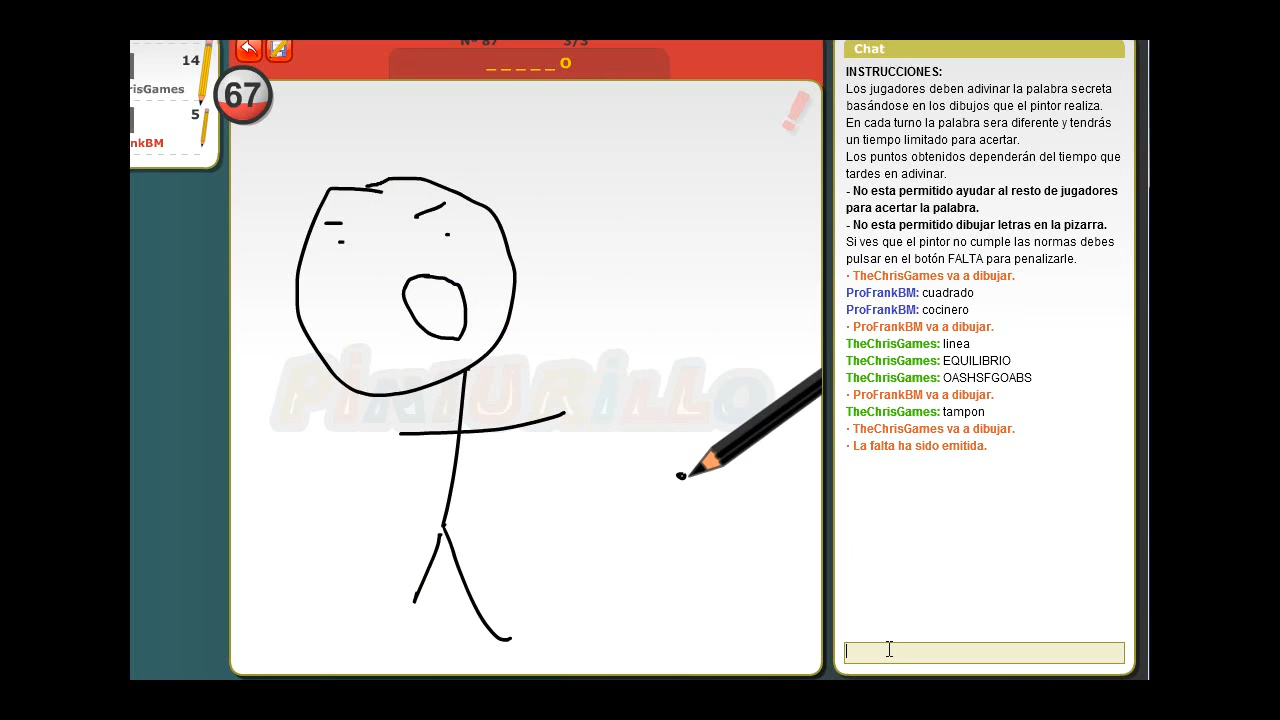 14
risGames
5
nkBM
Nº 87 3/3
_ _ _ _ _ O
67
PINTURILLO
Chat
INSTRUCCIONES:
Los jugadores deben adivinar la palabra secreta
basándose en los dibujos que el pintor realiza.
En cada turno la palabra sera diferente y tendrás
un tiempo limitado para acertar.
Los puntos obtenidos dependerán del tiempo que
tardes en adivinar.
- No esta permitido ayudar al resto de jugadores
para acertar la palabra.
- No esta permitido dibujar letras en la pizarra.
Si ves que el pintor no cumple las normas debes
pulsar en el botón FALTA para penalizarle.
· TheChrisGames va a dibujar.
ProFrankBM: cuadrado
ProFrankBM: cocinero
· ProFrankBM va a dibujar.
TheChrisGames: linea
TheChrisGames: EQUILIBRIO
TheChrisGames: OASHSFGOABS
· ProFrankBM va a dibujar.
TheChrisGames: tampon
· TheChrisGames va a dibujar.
· La falta ha sido emitida.